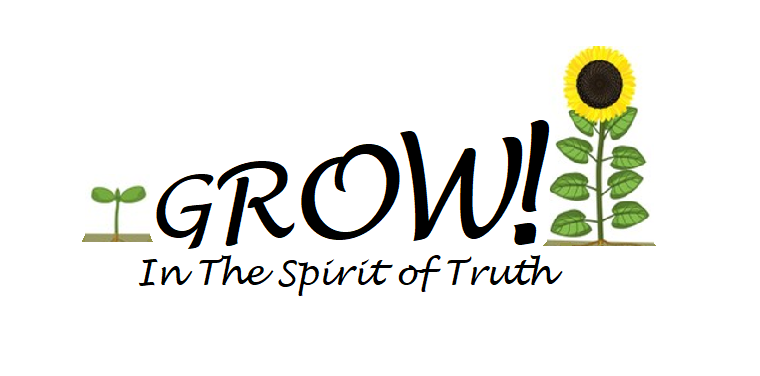 GROW!
In The Spirit of Truth